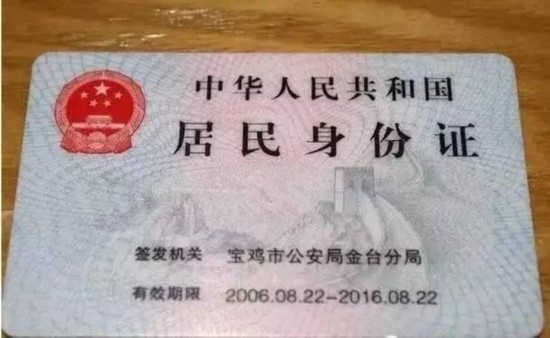 中华人民共和国
居民身份证
签发机关 宝鸡市公安局金台分局
有效期限 2006.08.22-2016.08.22